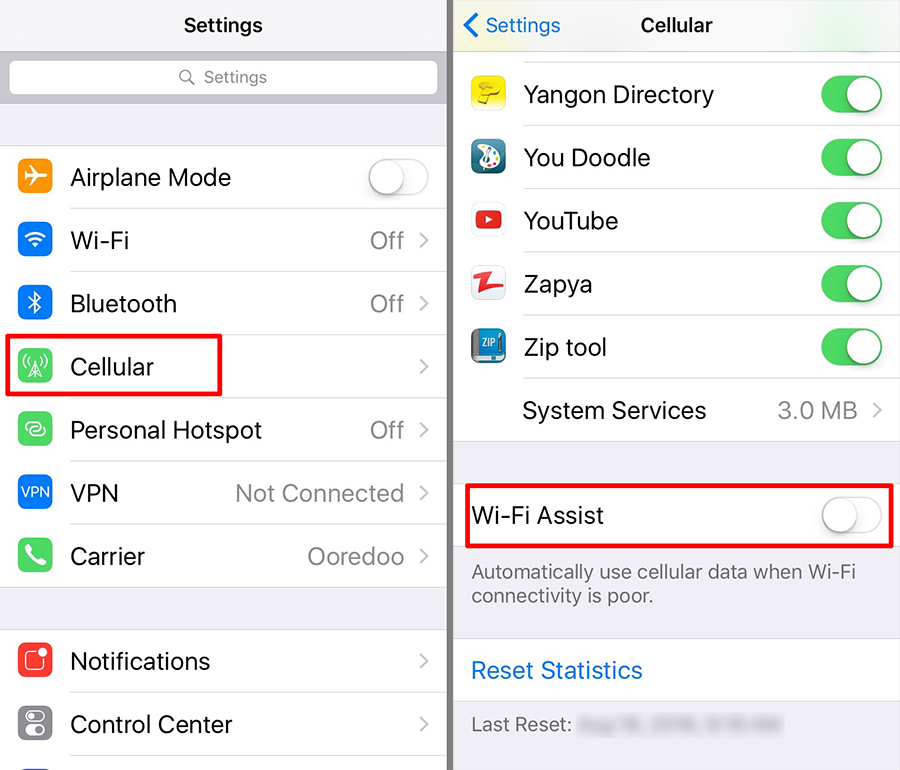 Settings
Settings
Airplane Mode
Wi-Fi Off
Bluetooth Off
Cellular
Personal Hotspot Off
VPN VPN Not Connected
Carrier Ooredoo
Notifications
Control Center
Settings Cellular
Yangon Directory
You Doodle
YouTube
Zapya
ZIP Zip tool
System Services 3.0 MB
Wi-Fi Assist
Automatically use cellular data when Wi-Fi
connectivity is poor.
Reset Statistics
Last Reset: